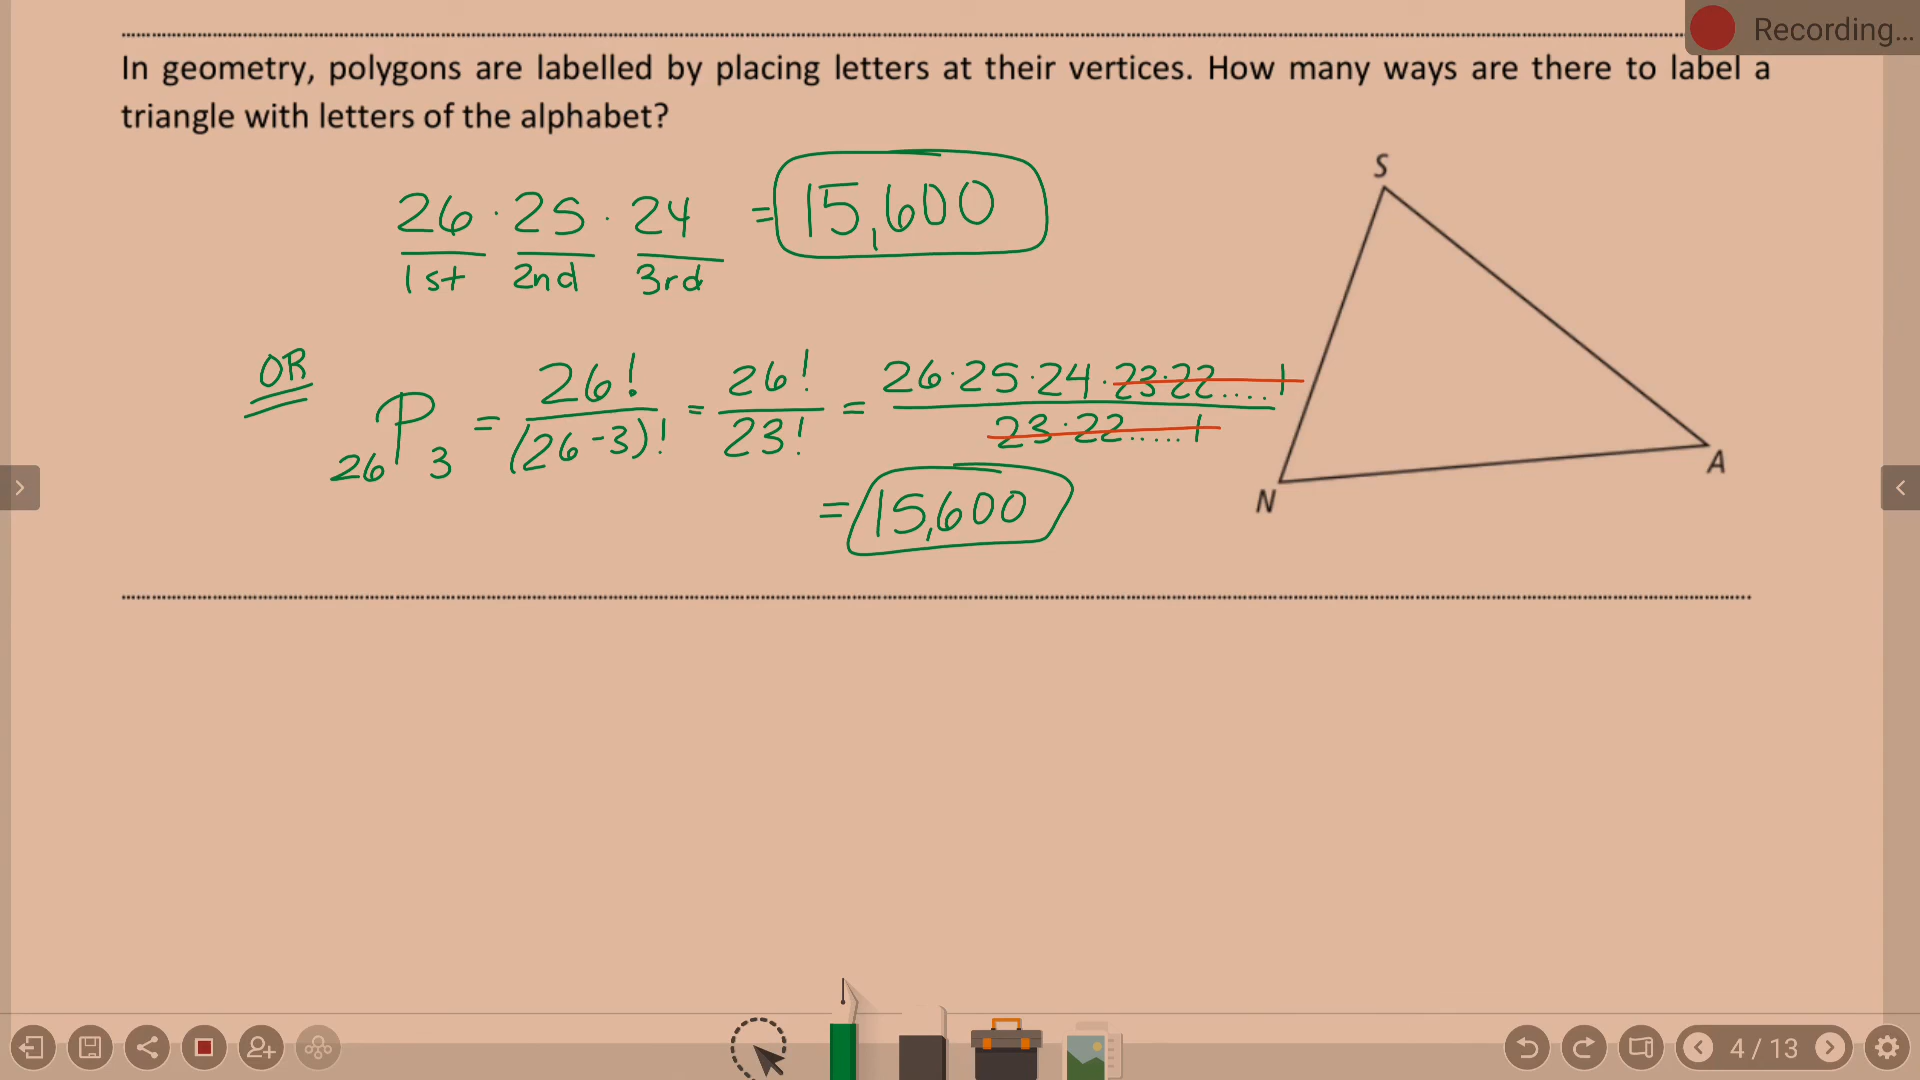 Recording...
In geometry, polygons are labelled by placing letters at their vertices. How many ways are there to label a
triangle with letters of the alphabet?
S
26 · 25 · 24 = 15,600
1st 2nd 3rd
OR
26P3 = 26!/(26-3)! = 26!/23! = 26·25·24·23·22.....1/23·22.....1
= 15,600
N
A
4 / 13